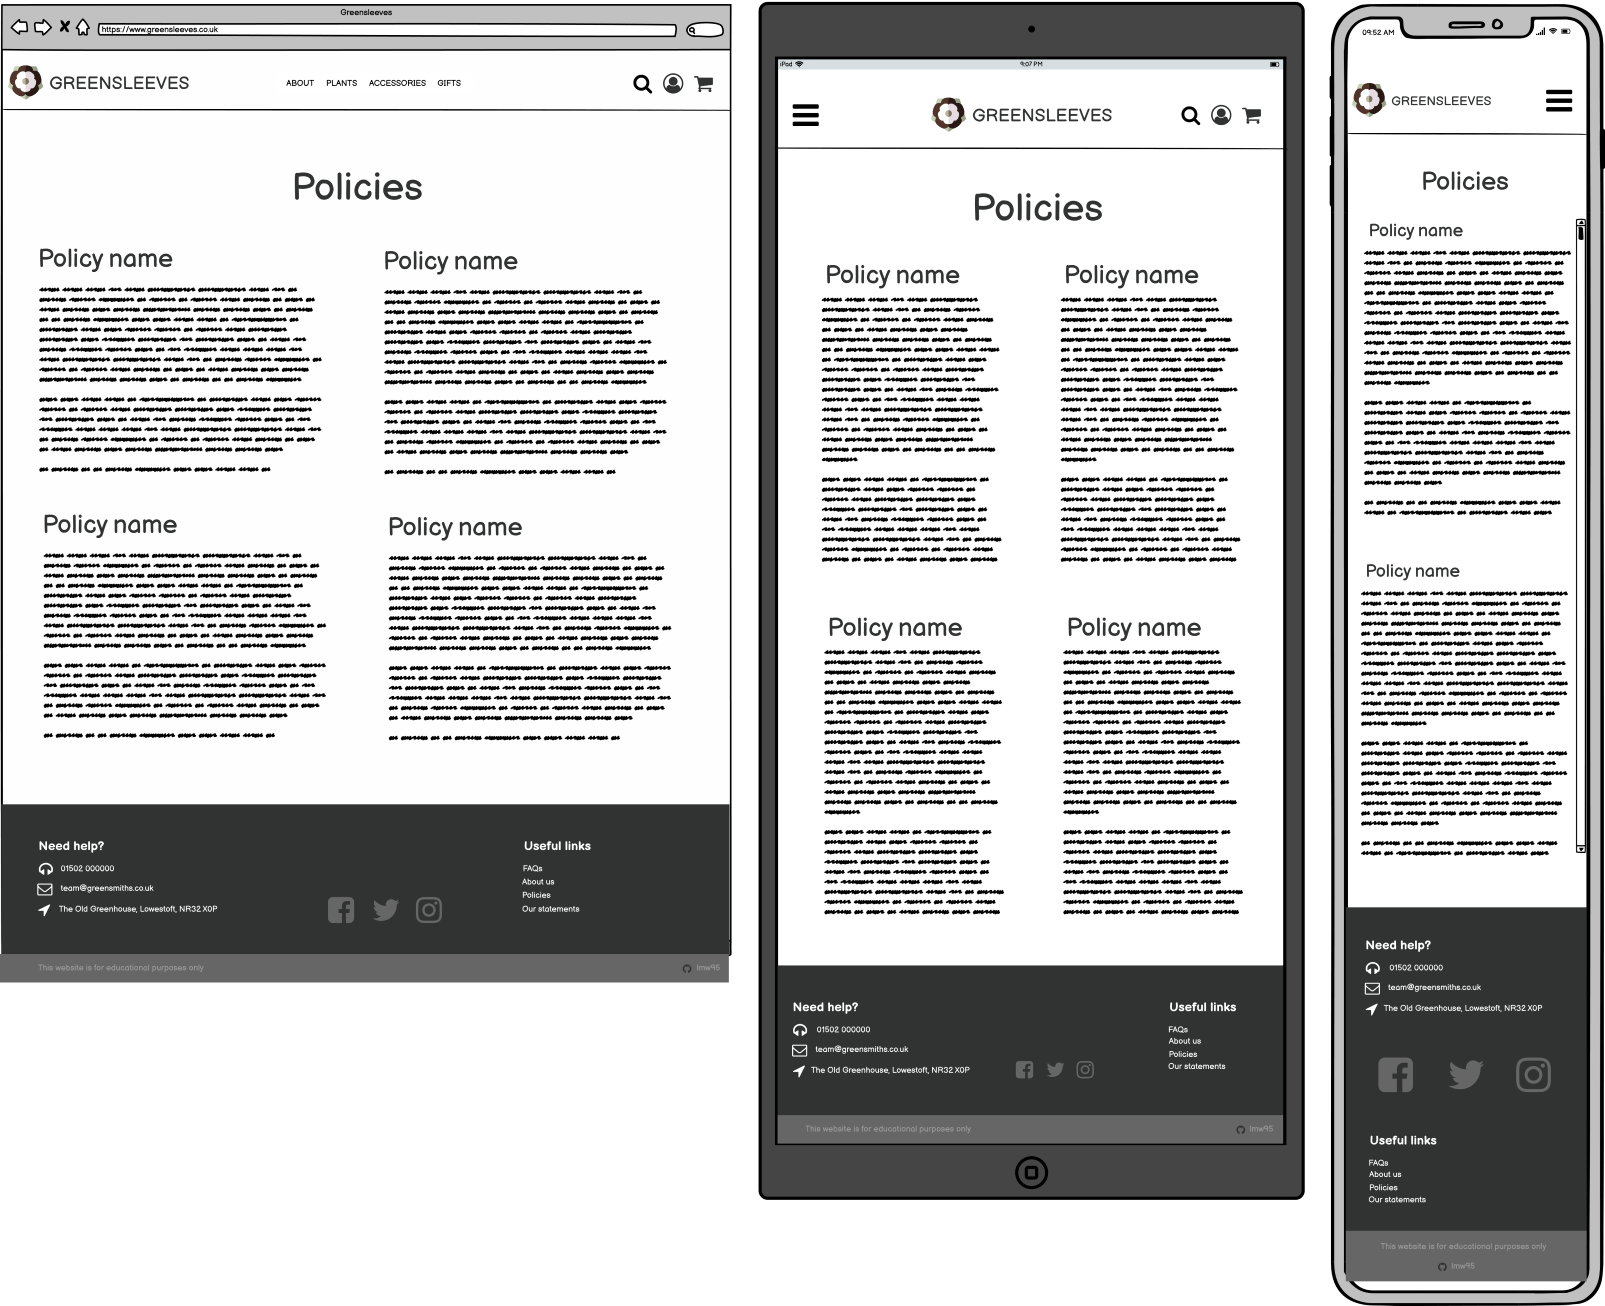 Greensleeves
https://www.greensleeves.co.uk
GREENSLEEVES
ABOUT PLANTS ACCESSORIES GIFTS
Policies
Policy name
Policy name
Policy name
Policy name
Need help?
01502 000000
team@greensmiths.co.uk
The Old Greenhouse, Lowestoft, NR32 X0P
Useful links
FAQs
About us
Policies
Our statements
This website is for educational purposes only
lmw95
iPod
9:07 PM
GREENSLEEVES
Policies
Policy name
Policy name
Policy name
Policy name
Need help?
01502 000000
team@greensmiths.co.uk
The Old Greenhouse, Lowestoft, NR32 X0P
Useful links
FAQs
About us
Policies
Our statements
This website is for educational purposes only
lmw95
09:52 AM
GREENSLEEVES
Policies
Policy name
Policy name
Need help?
01502 000000
team@greensmiths.co.uk
The Old Greenhouse, Lowestoft, NR32 X0P
Useful links
FAQs
About us
Policies
Our statements
This website is for educational purposes only
lmw95